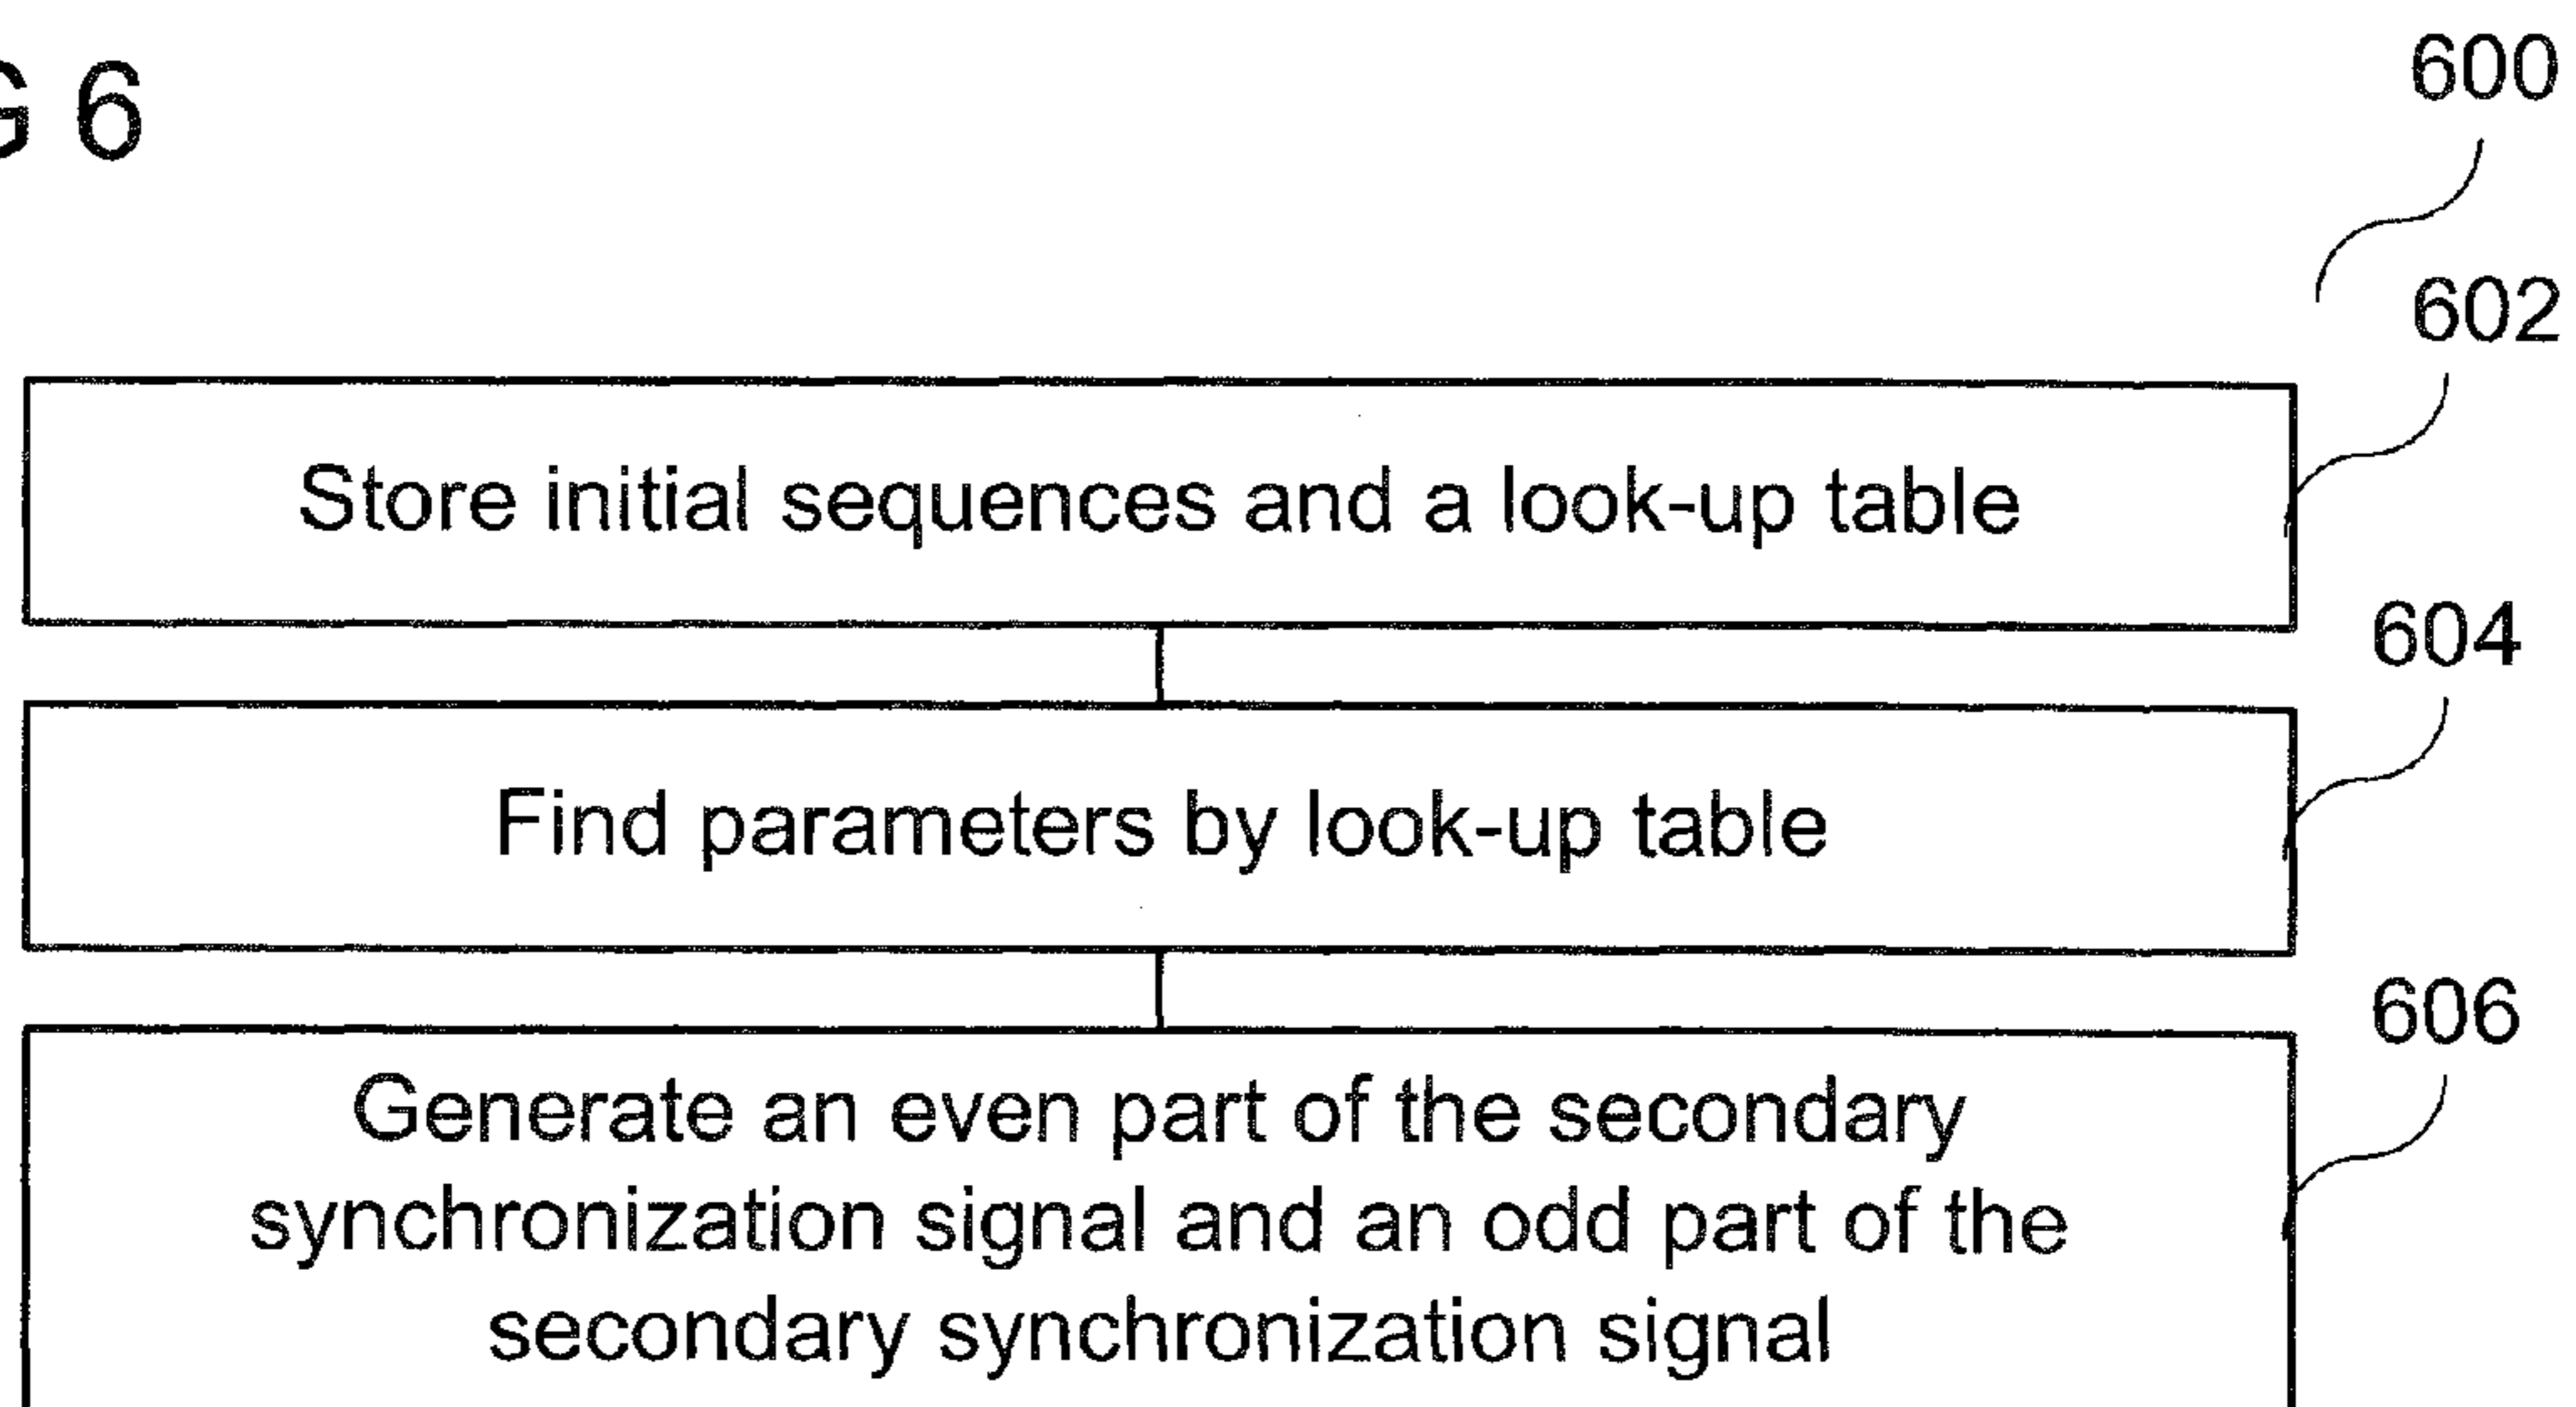 G 6
600
602
Store initial sequences and a look-up table
604
Find parameters by look-up table
606
Generate an even part of the secondary
synchronization signal and an odd part of the
secondary synchronization signal